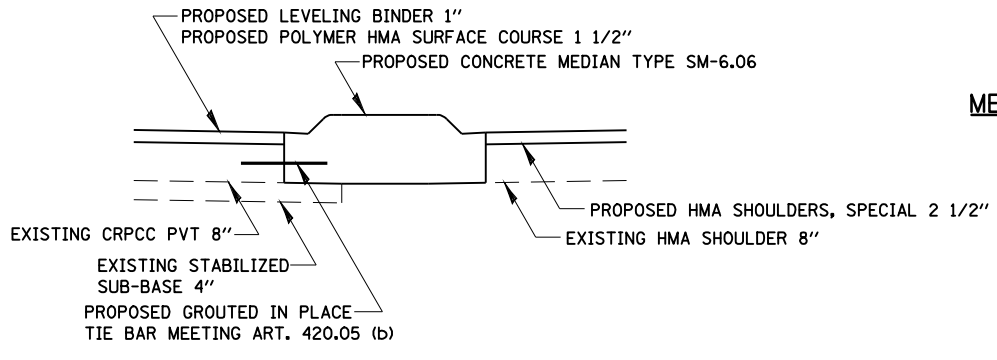 PROPOSED LEVELING BINDER 1"
PROPOSED POLYMER HMA SURFACE COURSE 1 1/2"
PROPOSED CONCRETE MEDIAN TYPE SM-6.06
ME
PROPOSED HMA SHOULDERS, SPECIAL 2 1/2"
EXISTING CRPCC PVT 8"
EXISTING HMA SHOULDER 8"
EXISTING STABILIZED
SUB-BASE 4"
PROPOSED GROUTED IN PLACE
TIE BAR MEETING ART. 420.05 (b)